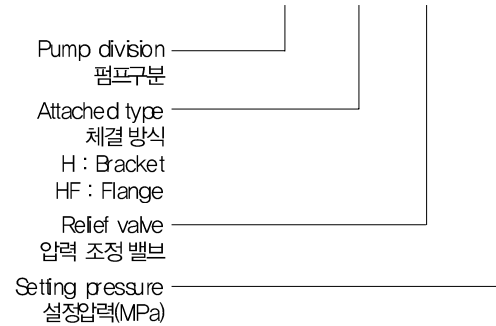 Pump division
펌프구분
Attached type
체결 방식
H : Bracket
HF : Flange
Relief valve
압력 조정 밸브
Setting pressure
설정압력(MPa)